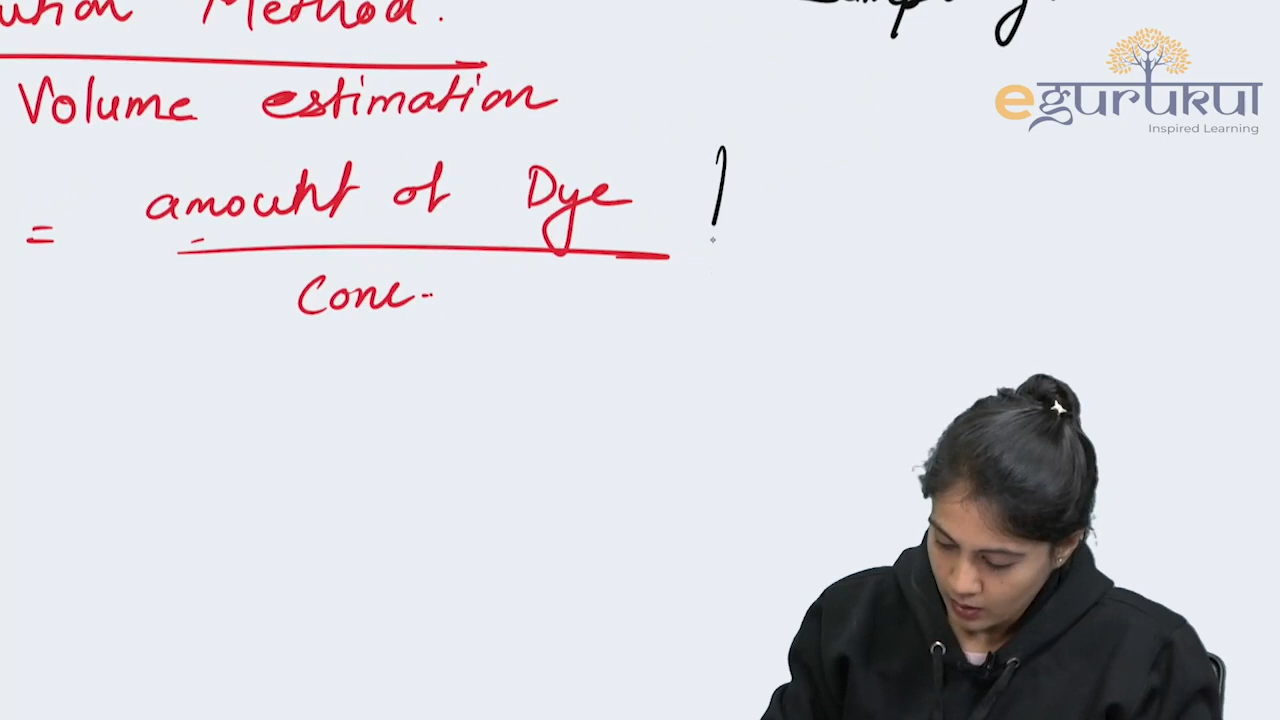 Method.
egurukul
Inspired Learning
Volume estimation
= amount of Dye
Conc.